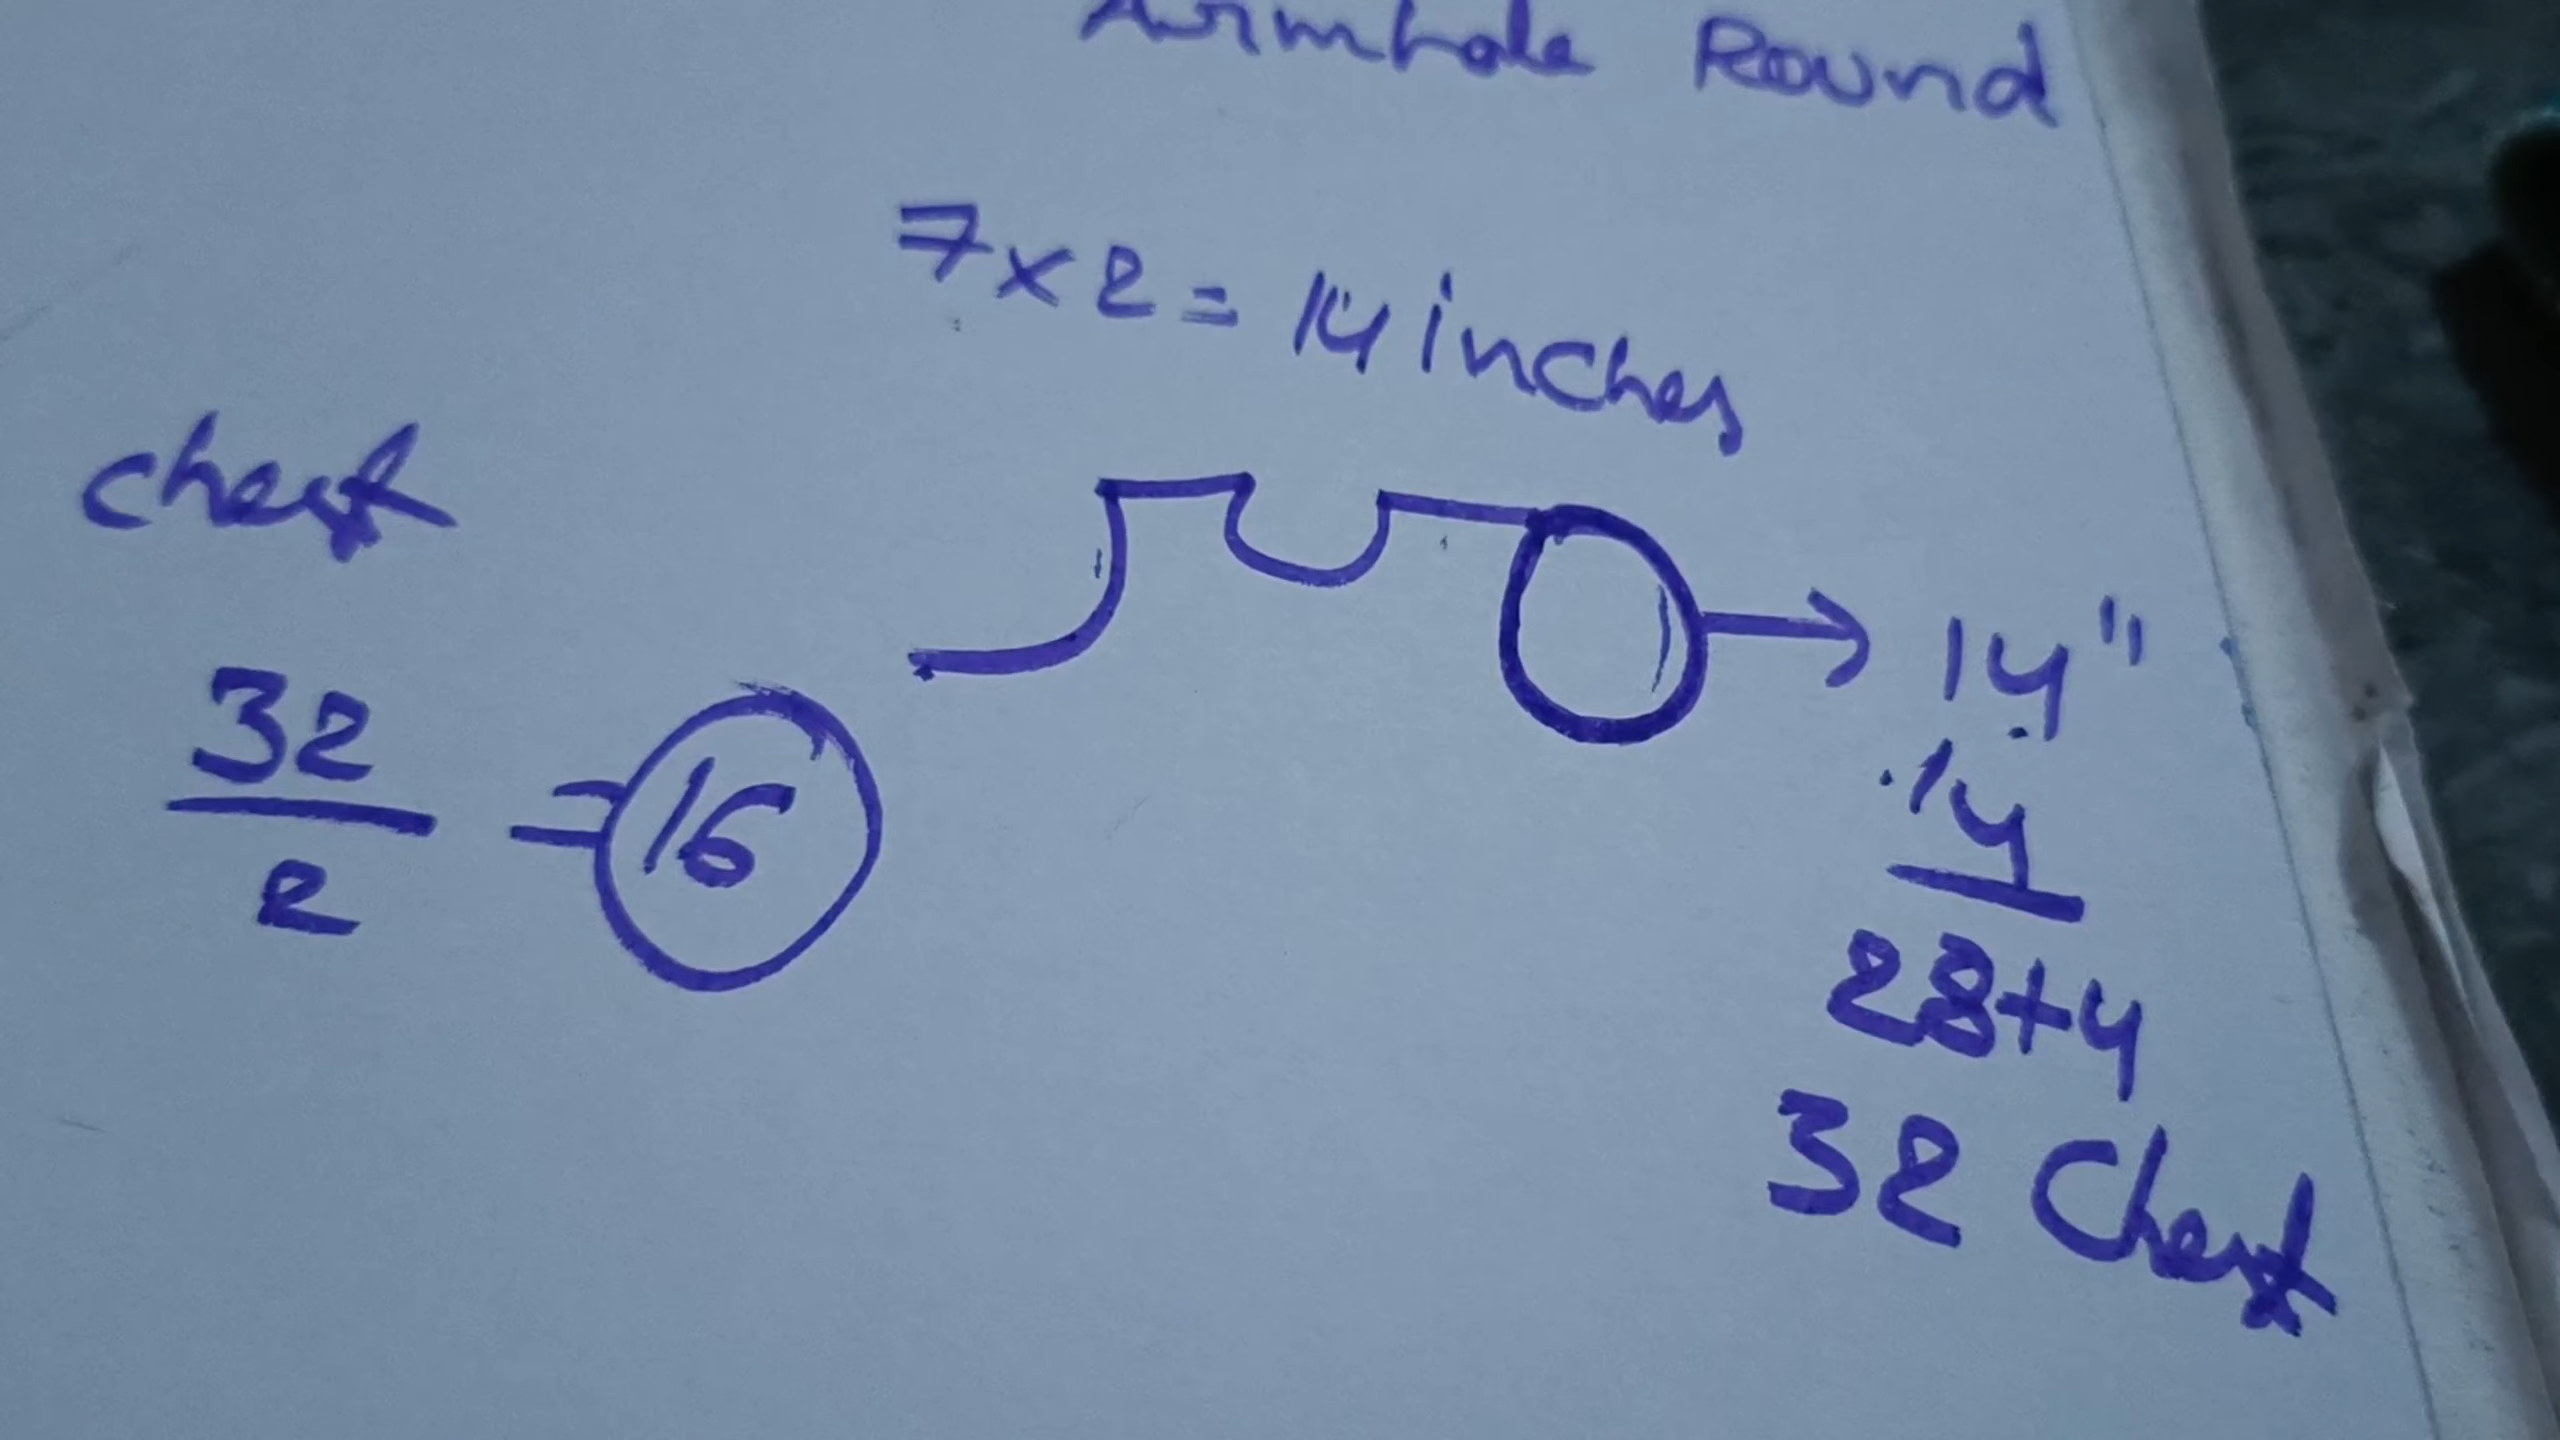 Armhole Round
7 x 2 = 14 inches
chest
32
2
= 16
14"
14
28+4
32 Chest